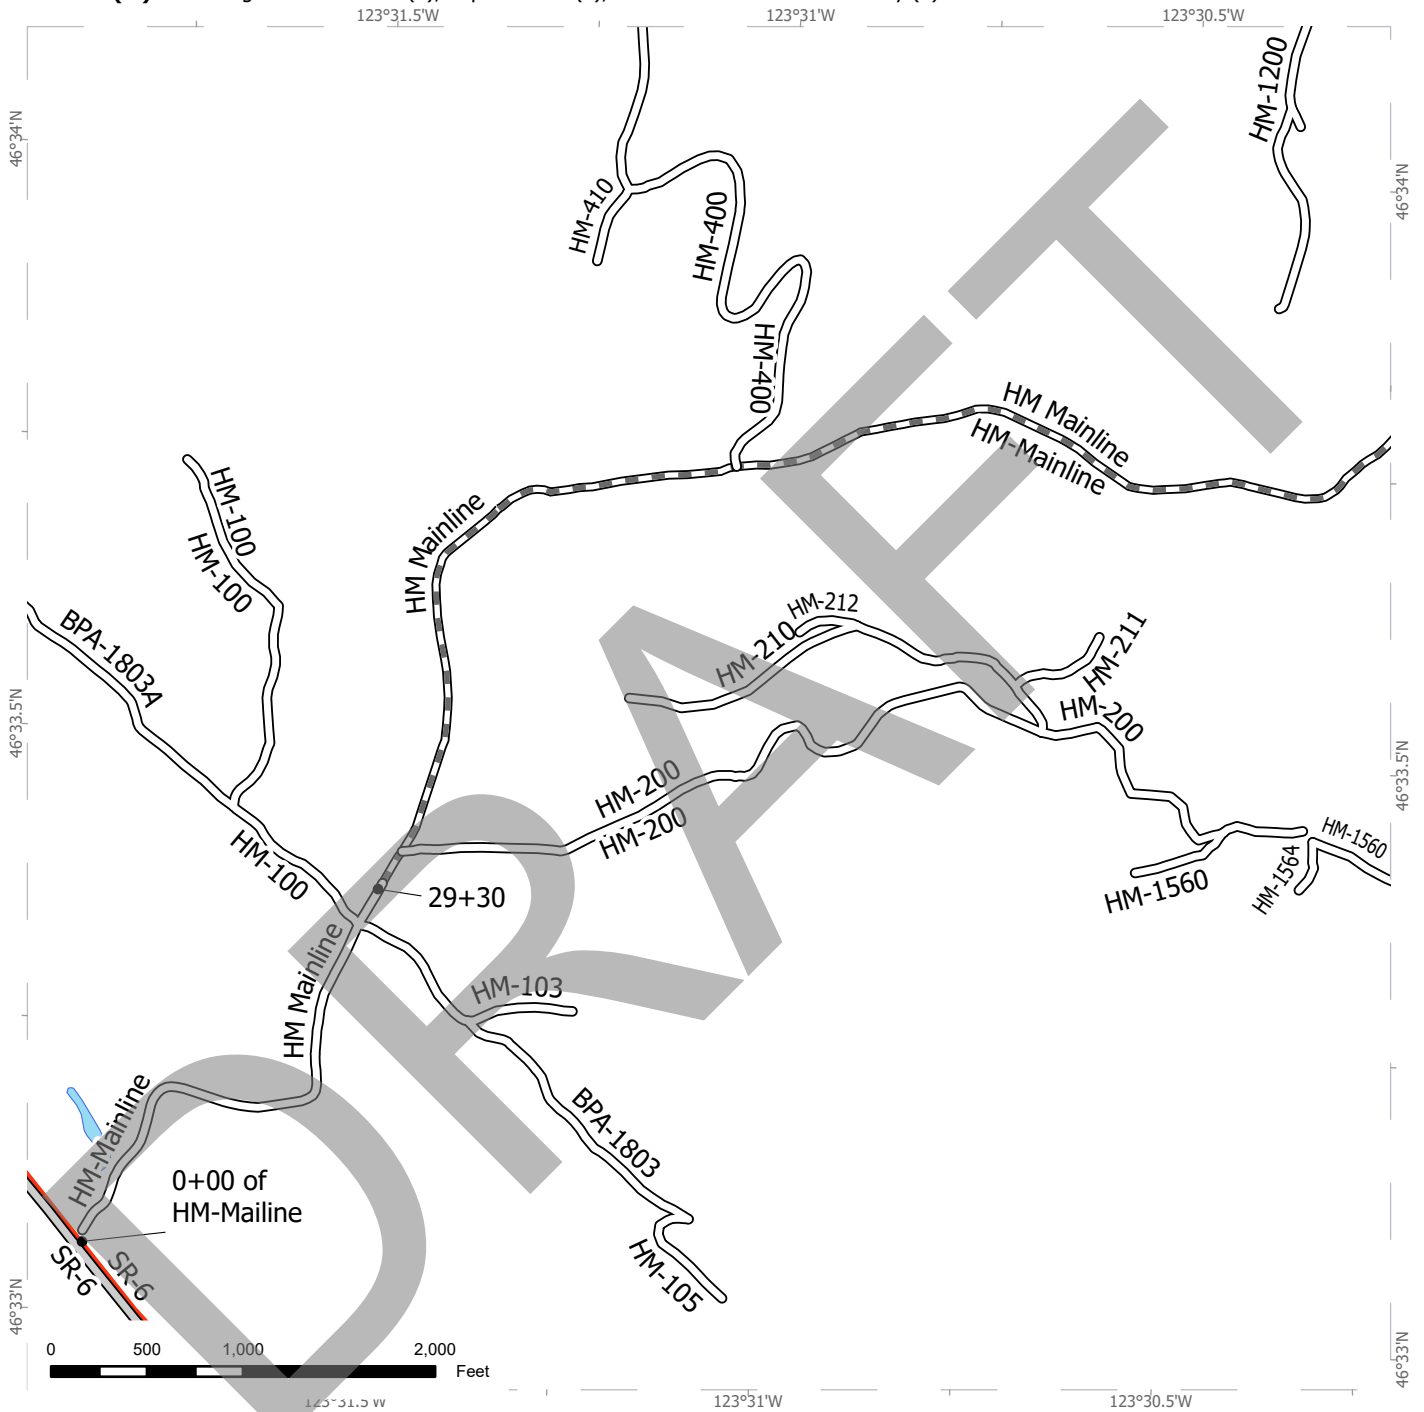 123°31.5'W
123°31'W
123°30.5'W
HM-1200
46°34'N
46°34'N
HM-410
HM-400
HM-400
HM Mainline
HM-Mainline
HM-100
HM Mainline
HM-100
HM-212
BPA-1803A
HM-210
HM-211
HM-200
46°33.5'N
46°33.5'N
HM-200
HM-200
HM-100
HM-1560
HM-1564
HM-1560
29+30
HM Mainline
HM-103
HM-Mainline
BPA-1803
0+00 of
HM-Mailine
SR-6
SR-6
HM-105
46°33'N
46°33'N
0 500 1,000 2,000
Feet
123°31.5'W
123°31'W
123°30.5'W
DRAFT